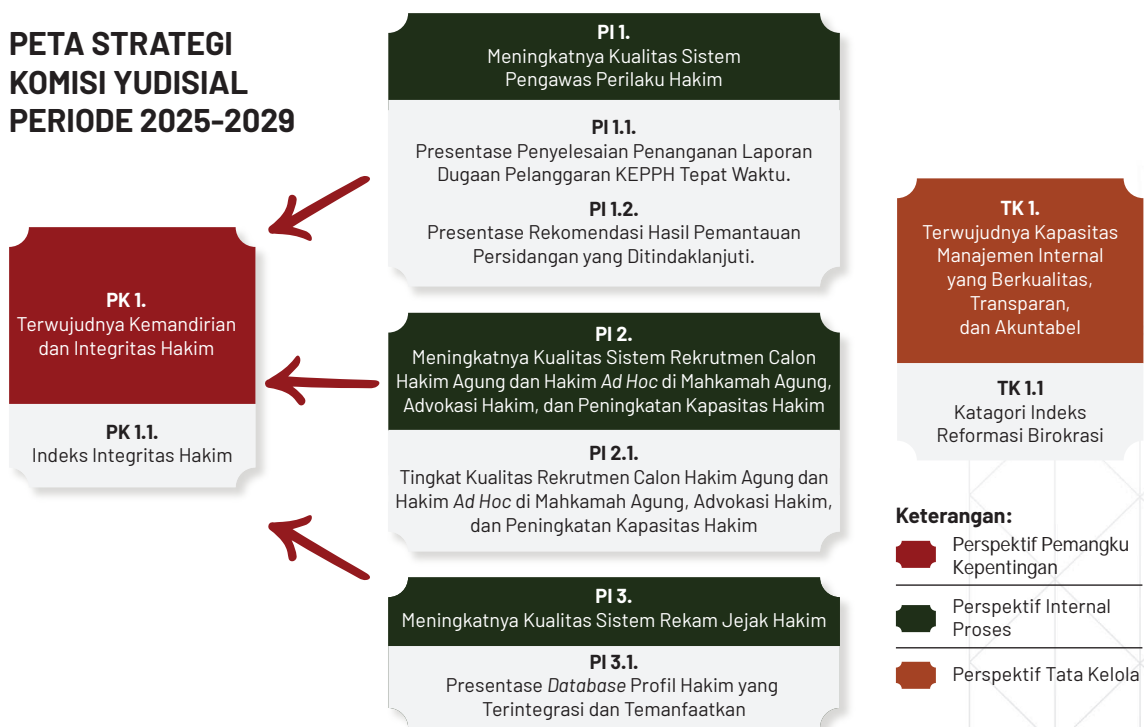 PETA STRATEGI
KOMISI YUDISIAL
PERIODE 2025-2029
PK 1.
Terwujudnya Kemandirian
dan Integritas Hakim
PK 1.1.
Indeks Integritas Hakim
PI 1.
Meningkatnya Kualitas Sistem
Pengawas Perilaku Hakim
PI 1.1.
Presentase Penyelesaian Penanganan Laporan
Dugaan Pelanggaran KEPPH Tepat Waktu.
PI 1.2.
Presentase Rekomendasi Hasil Pemantauan
Persidangan yang Ditindaklanjuti.
PI 2.
Meningkatnya Kualitas Sistem Rekrutmen Calon
Hakim Agung dan Hakim Ad Hoc di Mahkamah Agung,
Advokasi Hakim, dan Peningkatan Kapasitas Hakim
PI 2.1.
Tingkat Kualitas Rekrutmen Calon Hakim Agung dan
Hakim Ad Hoc di Mahkamah Agung, Advokasi Hakim,
dan Peningkatan Kapasitas Hakim
PI 3.
Meningkatnya Kualitas Sistem Rekam Jejak Hakim
PI 3.1.
Presentase Database Profil Hakim yang
Terintegrasi dan Temanfaatkan
TK 1.
Terwujudnya Kapasitas
Manajemen Internal
yang Berkualitas,
Transparan,
dan Akuntabel
TK 1.1
Katagori Indeks
Reformasi Birokrasi
Keterangan:
Perspektif Pemangku
Kepentingan
Perspektif Internal
Proses
Perspektif Tata Kelola